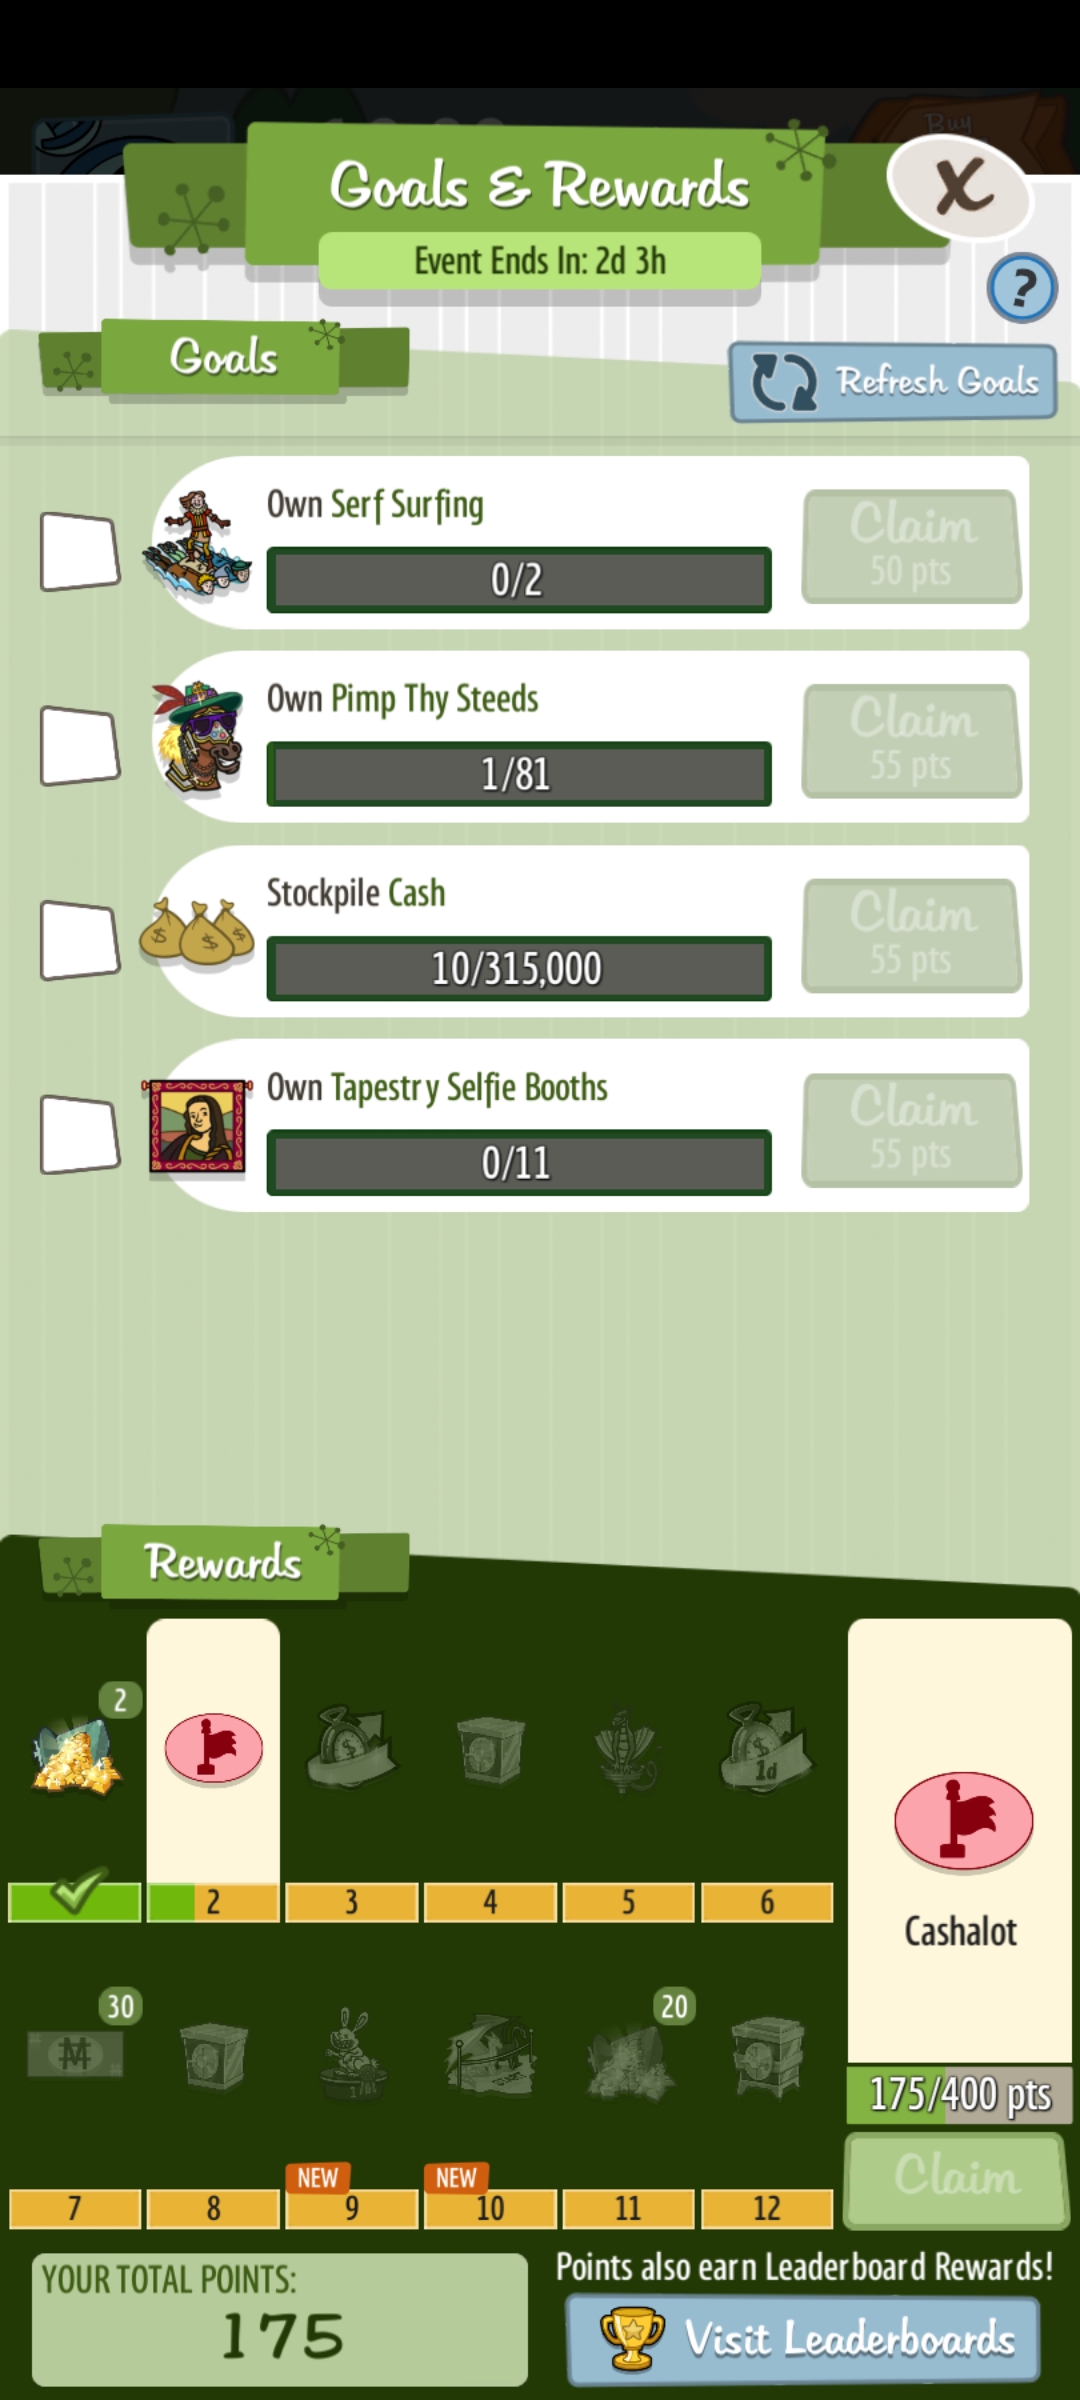 Buy
Goals & Rewards
X
Event Ends In: 2d 3h
?
Goals
Refresh Goals
Own Serf Surfing
0/2
Claim
50 pts
Own Pimp Thy Steeds
1/81
Claim
55 pts
Stockpile Cash
10/315,000
Claim
55 pts
Own Tapestry Selfie Booths
0/11
Claim
55 pts
Rewards
2
1d
2
3
4
5
6
Cashalot
30
20
175/400 pts
Claim
NEW
NEW
7
8
9
10
11
12
YOUR TOTAL POINTS:
175
Points also earn Leaderboard Rewards!
Visit Leaderboards